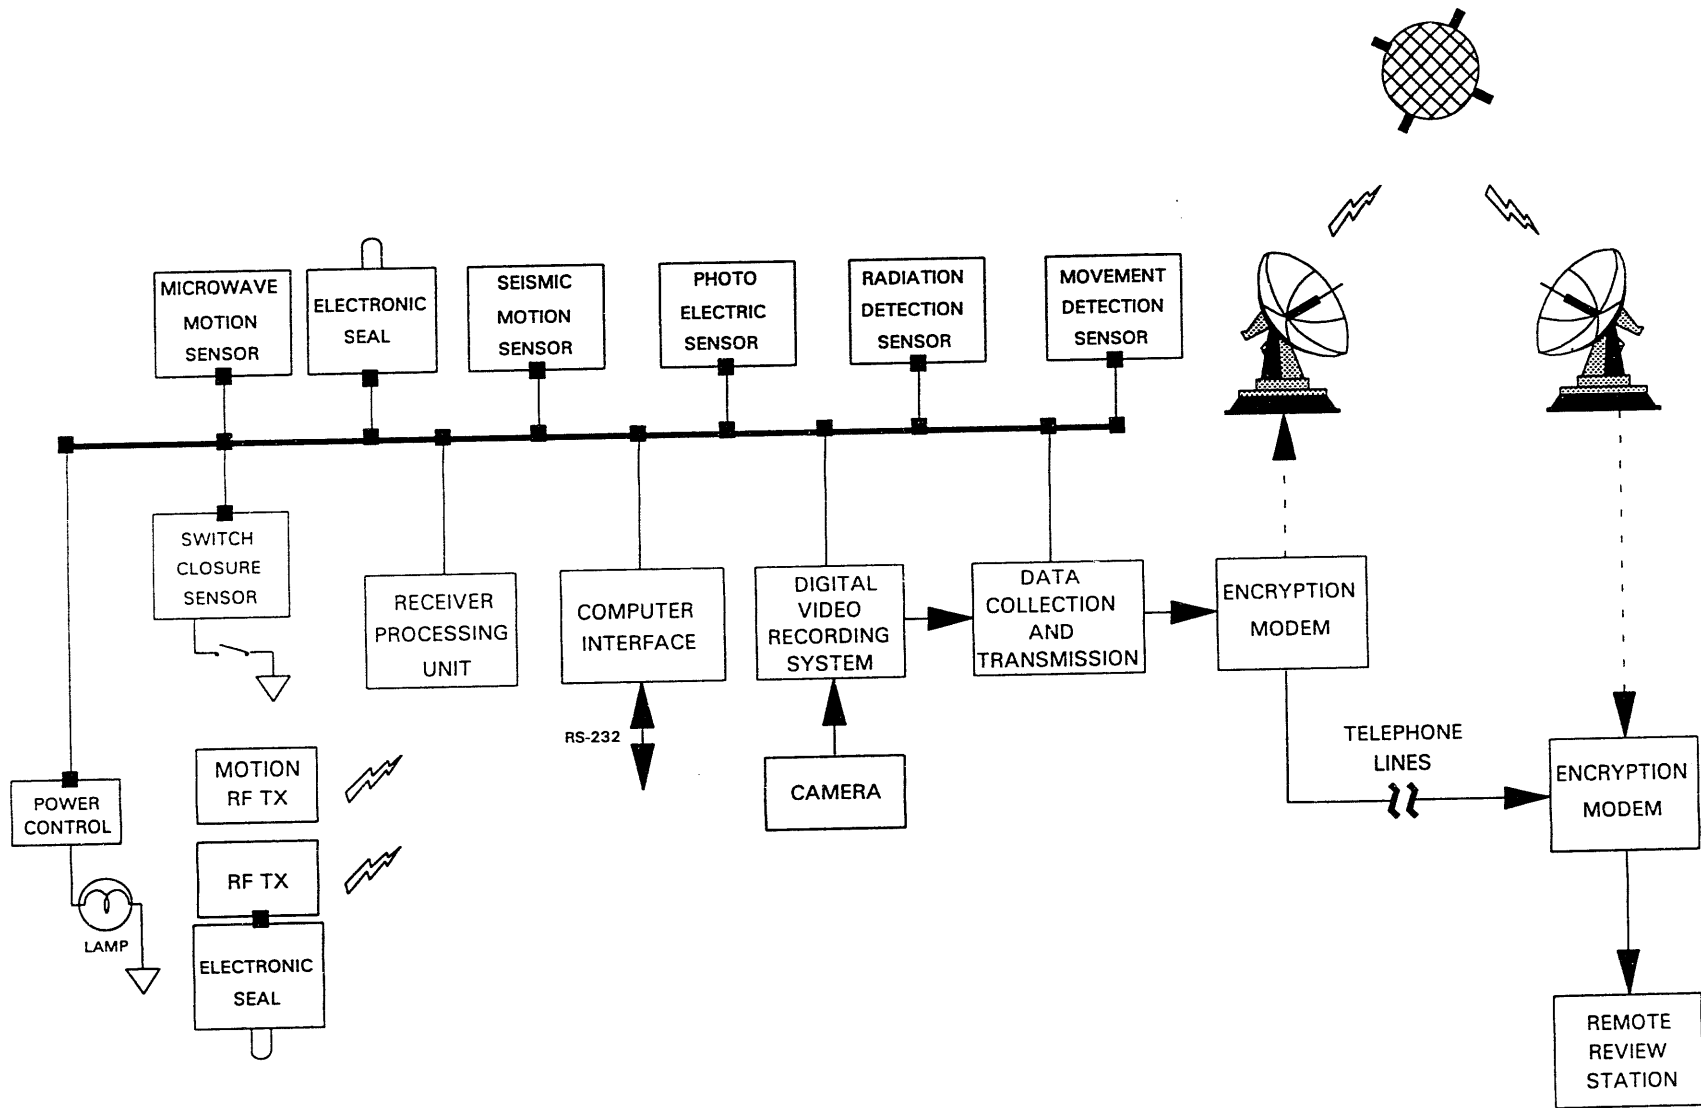 MICROWAVE
MOTION
SENSOR
ELECTRONIC
SEAL
SEISMIC
MOTION
SENSOR
PHOTO
ELECTRIC
SENSOR
RADIATION
DETECTION
SENSOR
MOVEMENT
DETECTION
SENSOR
SWITCH
CLOSURE
SENSOR
RECEIVER
PROCESSING
UNIT
COMPUTER
INTERFACE
DIGITAL
VIDEO
RECORDING
SYSTEM
DATA
COLLECTION
AND
TRANSMISSION
ENCRYPTION
MODEM
RS-232
TELEPHONE
LINES
MOTION
RF TX
CAMERA
ENCRYPTION
MODEM
POWER
CONTROL
RF TX
LAMP
ELECTRONIC
SEAL
REMOTE
REVIEW
STATION